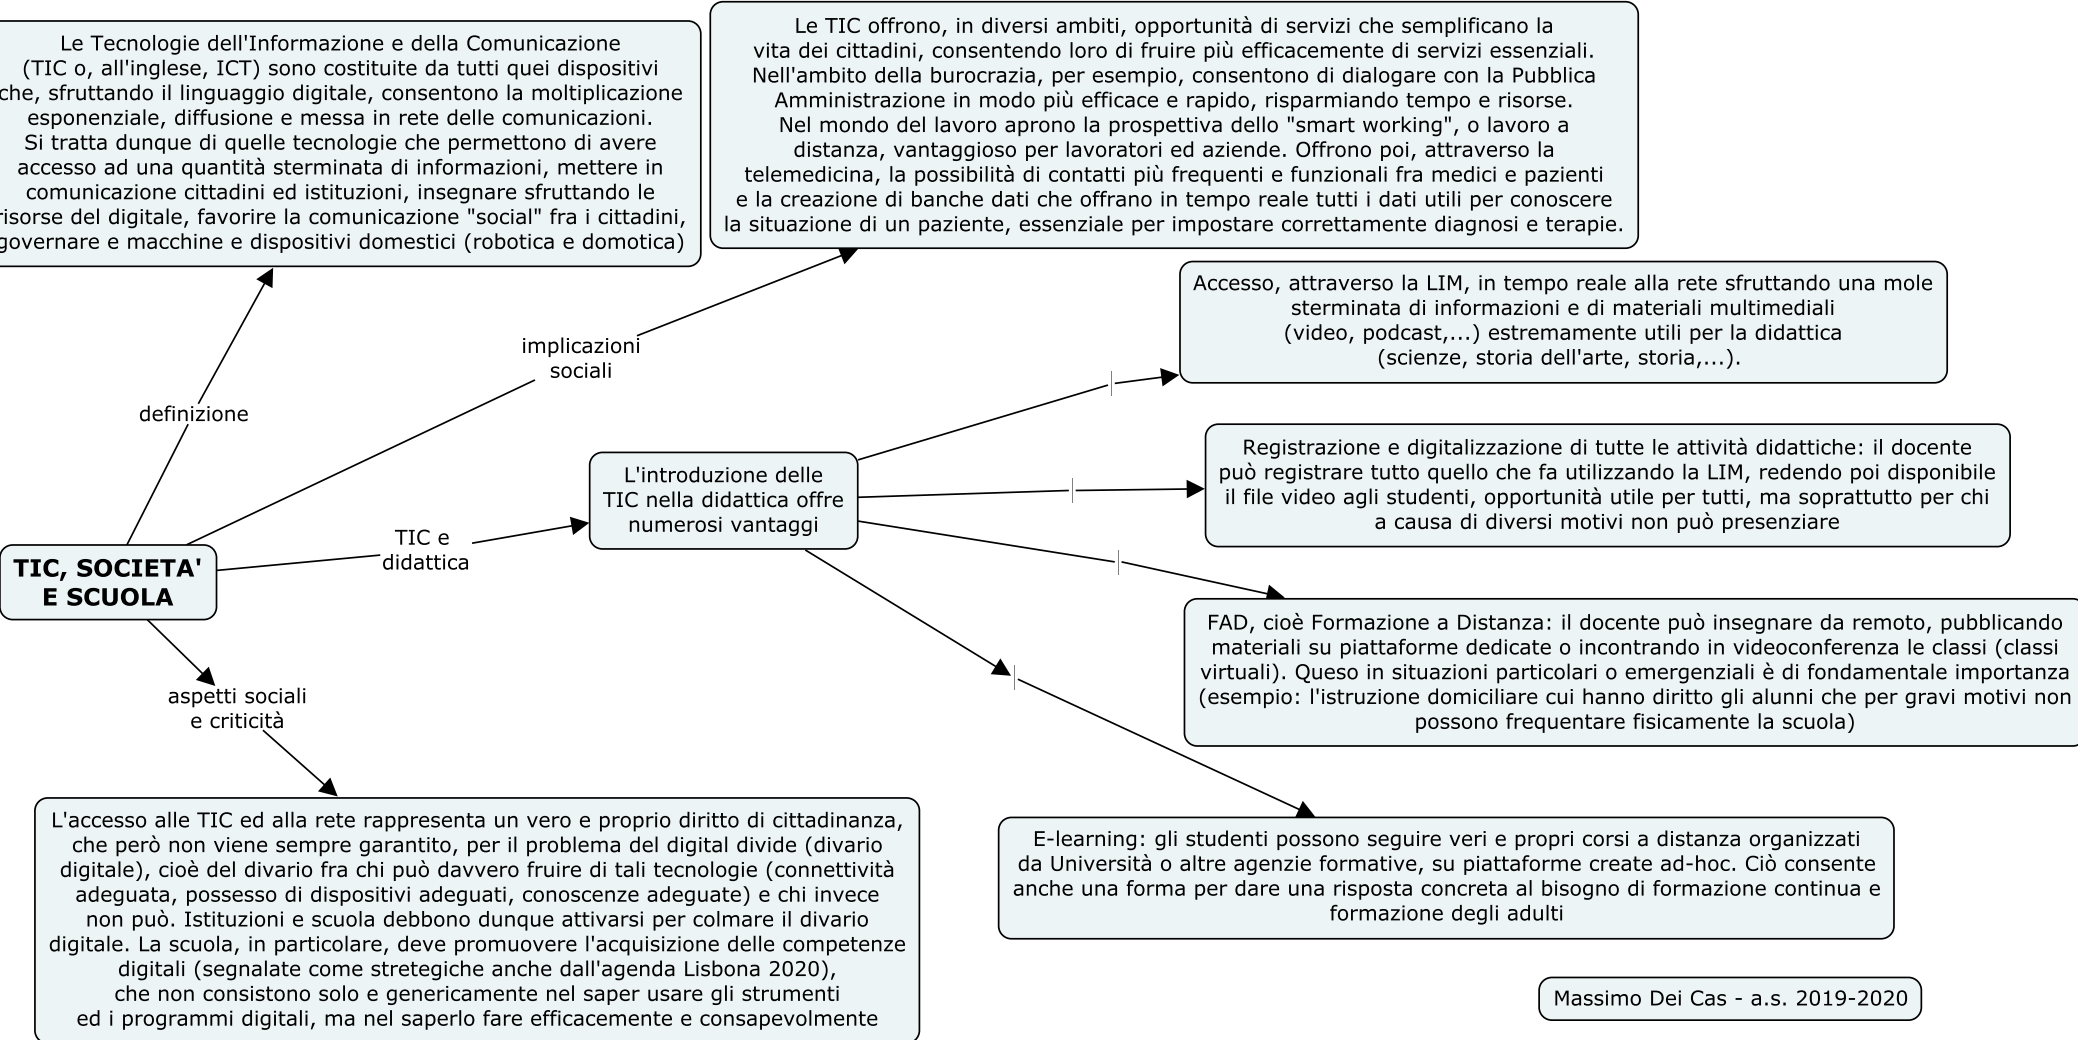 Le Tecnologie dell'Informazione e della Comunicazione
(TIC o, all'inglese, ICT) sono costituite da tutti quei dispositivi
che, sfruttando il linguaggio digitale, consentono la moltiplicazione
esponenziale, diffusione e messa in rete delle comunicazioni.
Si tratta dunque di quelle tecnologie che permettono di avere
accesso ad una quantità sterminata di informazioni, mettere in
comunicazione cittadini ed istituzioni, insegnare sfruttando le
risorse del digitale, favorire la comunicazione "social" fra i cittadini,
governare e macchine e dispositivi domestici (robotica e domotica)
Le TIC offrono, in diversi ambiti, opportunità di servizi che semplificano la
vita dei cittadini, consentendo loro di fruire più efficacemente di servizi essenziali.
Nell'ambito della burocrazia, per esempio, consentono di dialogare con la Pubblica
Amministrazione in modo più efficace e rapido, risparmiando tempo e risorse.
Nel mondo del lavoro aprono la prospettiva dello "smart working", o lavoro a
distanza, vantaggioso per lavoratori ed aziende. Offrono poi, attraverso la
telemedicina, la possibilità di contatti più frequenti e funzionali fra medici e pazienti
e la creazione di banche dati che offrano in tempo reale tutti i dati utili per conoscere
la situazione di un paziente, essenziale per impostare correttamente diagnosi e terapie.
Accesso, attraverso la LIM, in tempo reale alla rete sfruttando una mole
sterminata di informazioni e di materiali multimediali
(video, podcast,...) estremamente utili per la didattica
(scienze, storia dell'arte, storia,...).
implicazioni
sociali
definizione
Registrazione e digitalizzazione di tutte le attività didattiche: il docente
può registrare tutto quello che fa utilizzando la LIM, redendo poi disponibile
il file video agli studenti, opportunità utile per tutti, ma soprattutto per chi
a causa di diversi motivi non può presenziare
L'introduzione delle
TIC nella didattica offre
numerosi vantaggi
TIC e
didattica
TIC, SOCIETA'
E SCUOLA
FAD, cioè Formazione a Distanza: il docente può insegnare da remoto, pubblicando
materiali su piattaforme dedicate o incontrando in videoconferenza le classi (classi
virtuali). Queso in situazioni particolari o emergenziali è di fondamentale importanza
(esempio: l'istruzione domiciliare cui hanno diritto gli alunni che per gravi motivi non
possono frequentare fisicamente la scuola)
aspetti sociali
e criticità
L'accesso alle TIC ed alla rete rappresenta un vero e proprio diritto di cittadinanza,
che però non viene sempre garantito, per il problema del digital divide (divario
digitale), cioè del divario fra chi può davvero fruire di tali tecnologie (connettività
adeguata, possesso di dispositivi adeguati, conoscenze adeguate) e chi invece
non può. Istituzioni e scuola debbono dunque attivarsi per colmare il divario
digitale. La scuola, in particolare, deve promuovere l'acquisizione delle competenze
digitali (segnalate come stretegiche anche dall'agenda Lisbona 2020),
che non consistono solo e genericamente nel saper usare gli strumenti
ed i programmi digitali, ma nel saperlo fare efficacemente e consapevolmente
E-learning: gli studenti possono seguire veri e propri corsi a distanza organizzati
da Università o altre agenzie formative, su piattaforme create ad-hoc. Ciò consente
anche una forma per dare una risposta concreta al bisogno di formazione continua e
formazione degli adulti
Massimo Dei Cas - a.s. 2019-2020